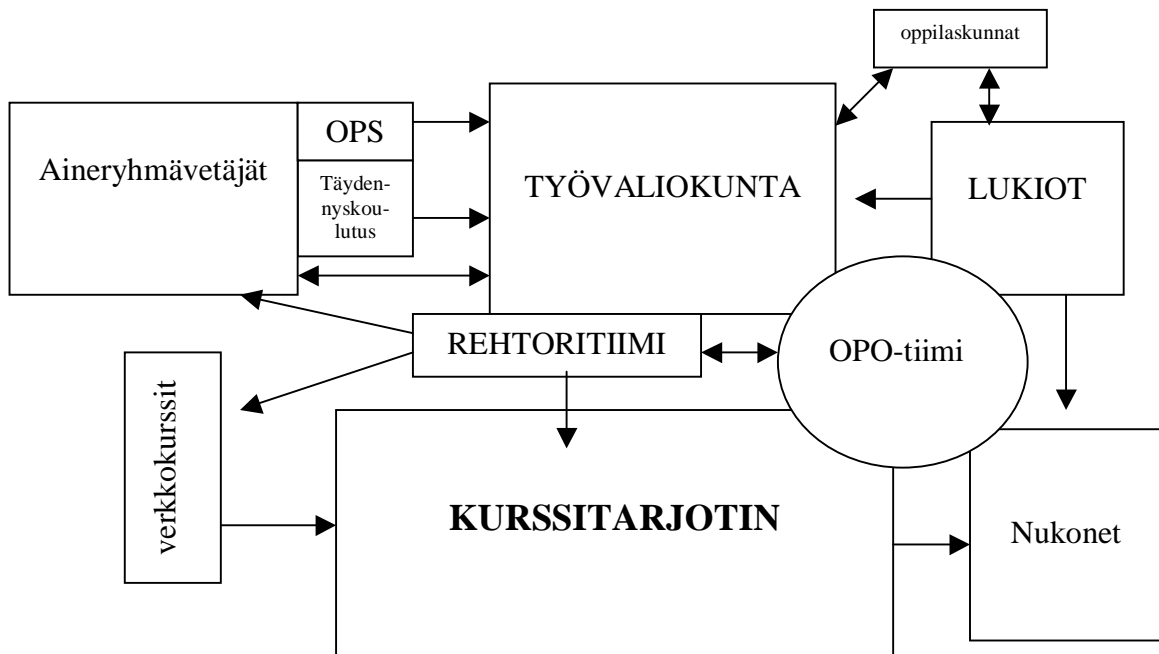 oppilaskunnat
OPS
Aineryhmävetäjät
Täyden-
nyskou-
lutus
TYÖVALIOKUNTA
LUKIOT
REHTORITIIMI
OPO-tiimi
verkkokurssit
KURSSITARJOTIN
Nukonet